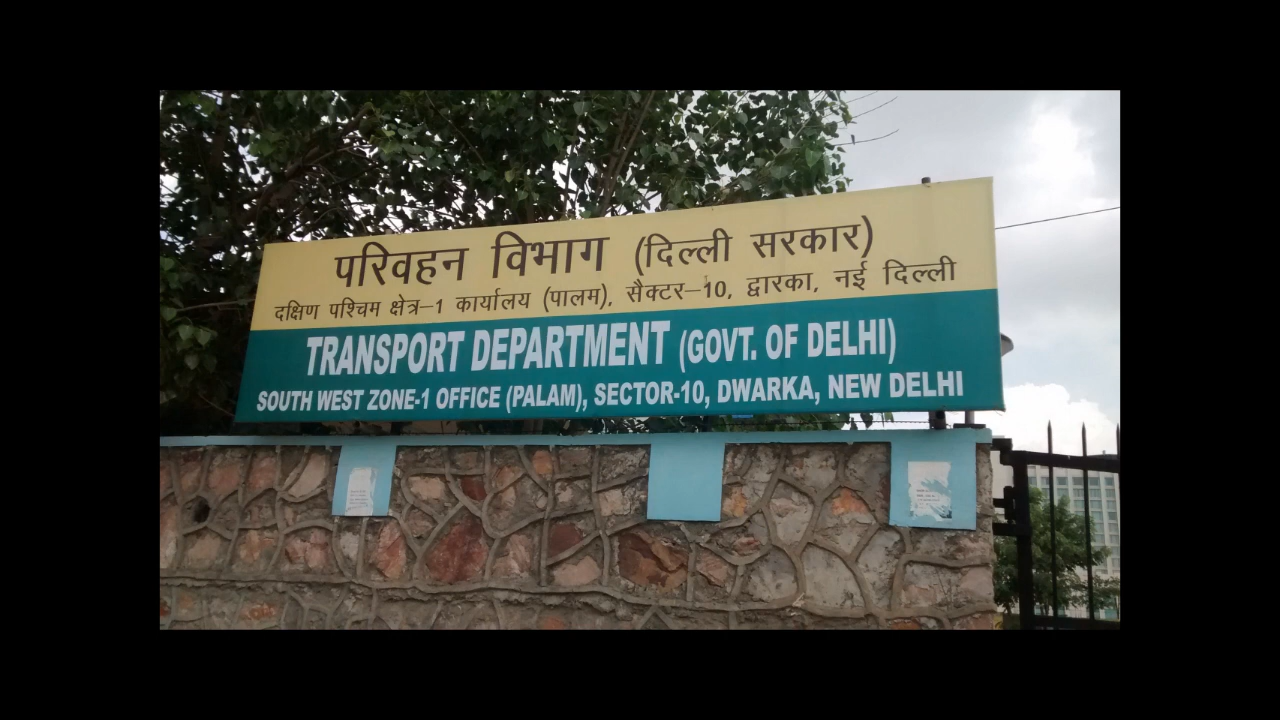 परिवहन विभाग (दिल्ली सरकार)
दक्षिण पश्चिम क्षेत्र–1 कार्यालय (पालम), सैक्टर–10, द्वारका, नई दिल्ली
TRANSPORT DEPARTMENT (GOVT. OF DELHI)
SOUTH WEST ZONE-1 OFFICE (PALAM), SECTOR-10, DWARKA, NEW DELHI